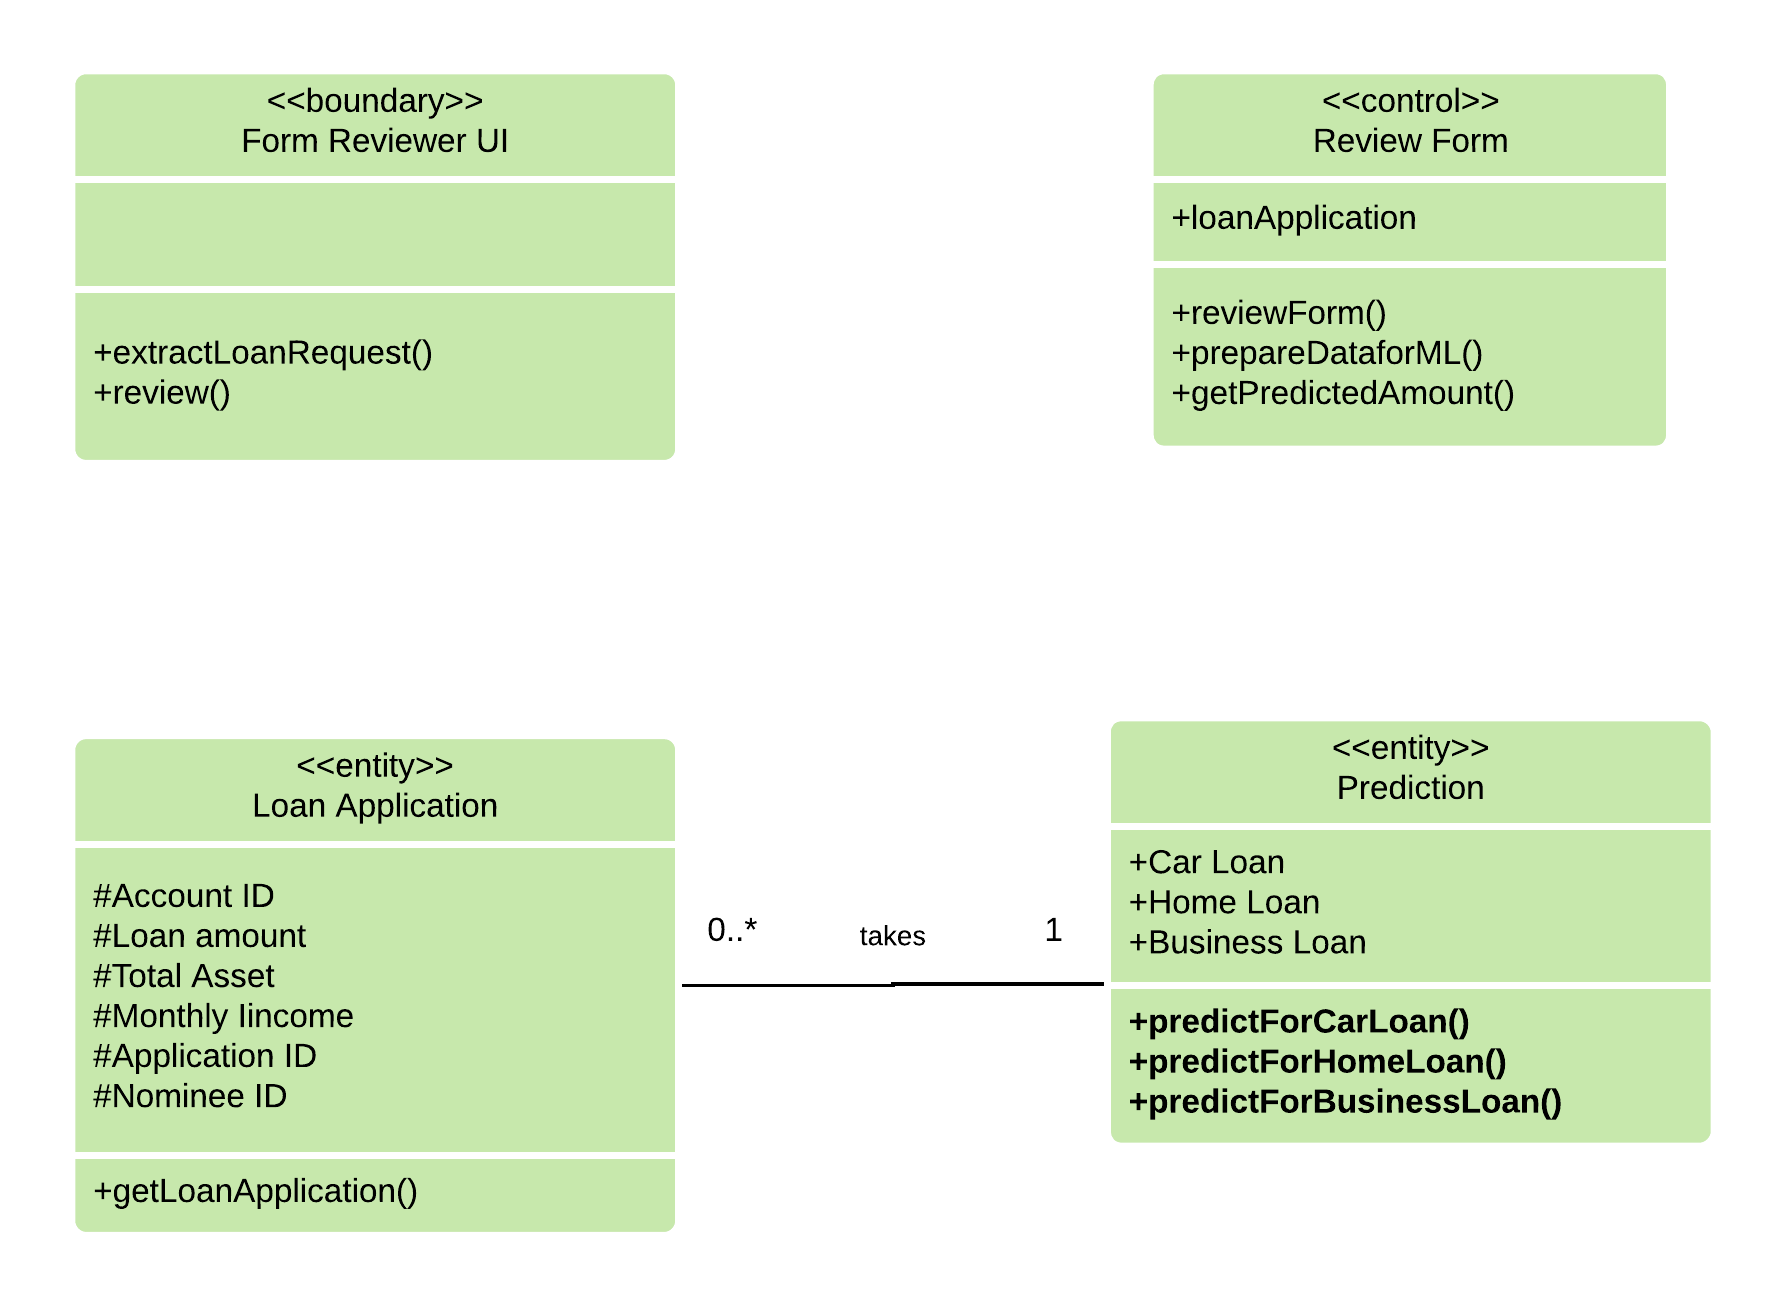 <<boundary>>
Form Reviewer UI
+extractLoanRequest()
+review()
<<control>>
Review Form
+loanApplication
+reviewForm()
+prepareDataforML()
+getPredictedAmount()
<<entity>>
Loan Application
#Account ID
#Loan amount
#Total Asset
#Monthly Iincome
#Application ID
#Nominee ID
+getLoanApplication()
0..*
takes
1
<<entity>>
Prediction
+Car Loan
+Home Loan
+Business Loan
+predictForCarLoan()
+predictForHomeLoan()
+predictForBusinessLoan()